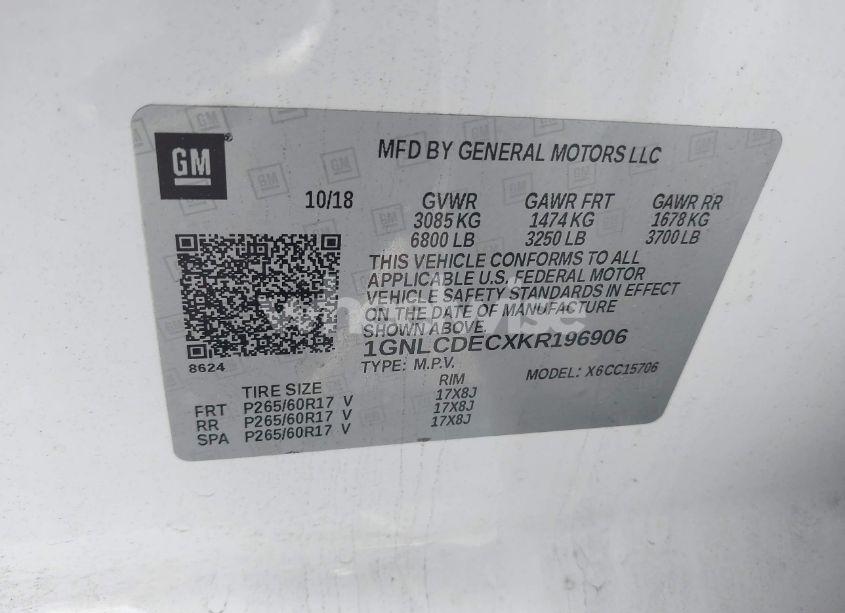 GM
MFD BY GENERAL MOTORS LLC
10/18 GVWR GAWR FRT GAWR RR
3085 KG 1474 KG 1678 KG
6800 LB 3250 LB 3700 LB
THIS VEHICLE CONFORMS TO ALL
APPLICABLE U.S. FEDERAL MOTOR
VEHICLE SAFETY STANDARDS IN EFFECT
ON THE DATE OF MANUFACTURE
SHOWN ABOVE.
8624
1GNLCDECXKR196906
TYPE: M.P.V. MODEL: X6CC15706
TIRE SIZE RIM
FRT P265/60R17 V 17X8J
RR P265/60R17 V 17X8J
SPA P265/60R17 V 17X8J